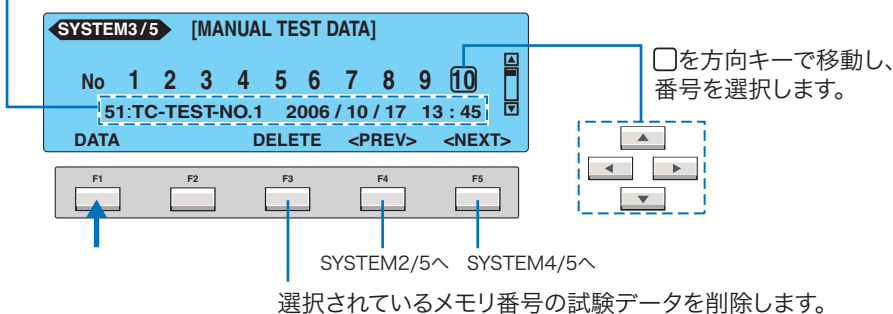 SYSTEM3/5 [MANUAL TEST DATA]
No 1 2 3 4 5 6 7 8 9 10
51:TC-TEST-NO.1 2006 / 10 / 17 13 : 45
DATA DELETE <PREV> <NEXT>
F1 F2 F3 F4 F5
▢を方向キーで移動し、
番号を選択します。
SYSTEM2/5へ SYSTEM4/5へ
選択されているメモリ番号の試験データを削除します。